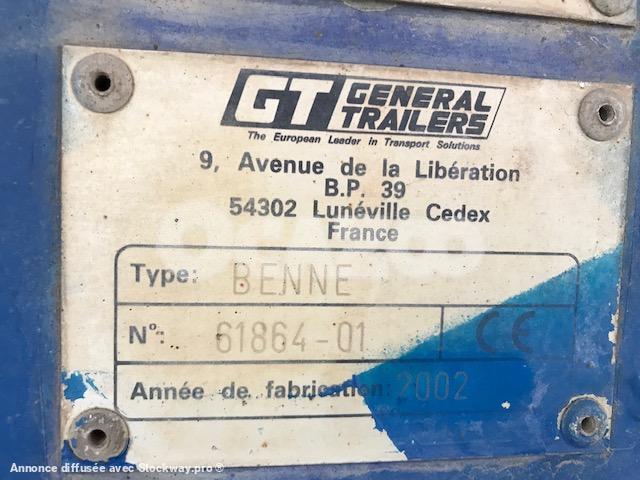 GT GENERAL
TRAILERS
The European Leader in Transport Solutions
9, Avenue de la Libération
B.P. 39
54302 Lunéville Cedex
France
Type: BENNE
N°: 61864-01 CE
Année de fabrication: 2002
Annonce diffusée avec Stockway.pro®